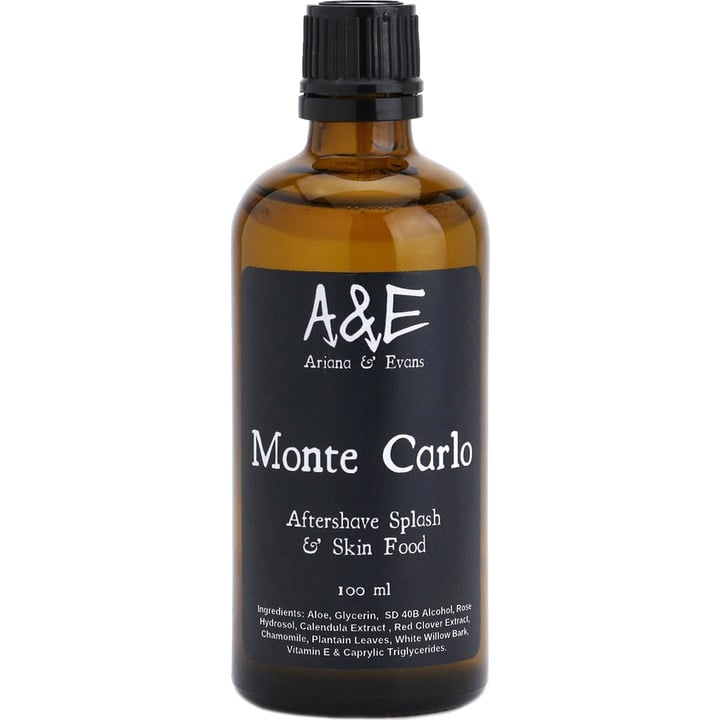 A&E
Ariana & Evans
Monte Carlo
Aftershave Splash
& Skin Food
100 ml
Ingredients: Aloe, Glycerin, SD 40B Alcohol, Rose
Hydrosol, Calendula Extract , Red Clover Extract,
Chamomile, Plantain Leaves, White Willow Bark,
Vitamin E & Caprylic Triglycerides.